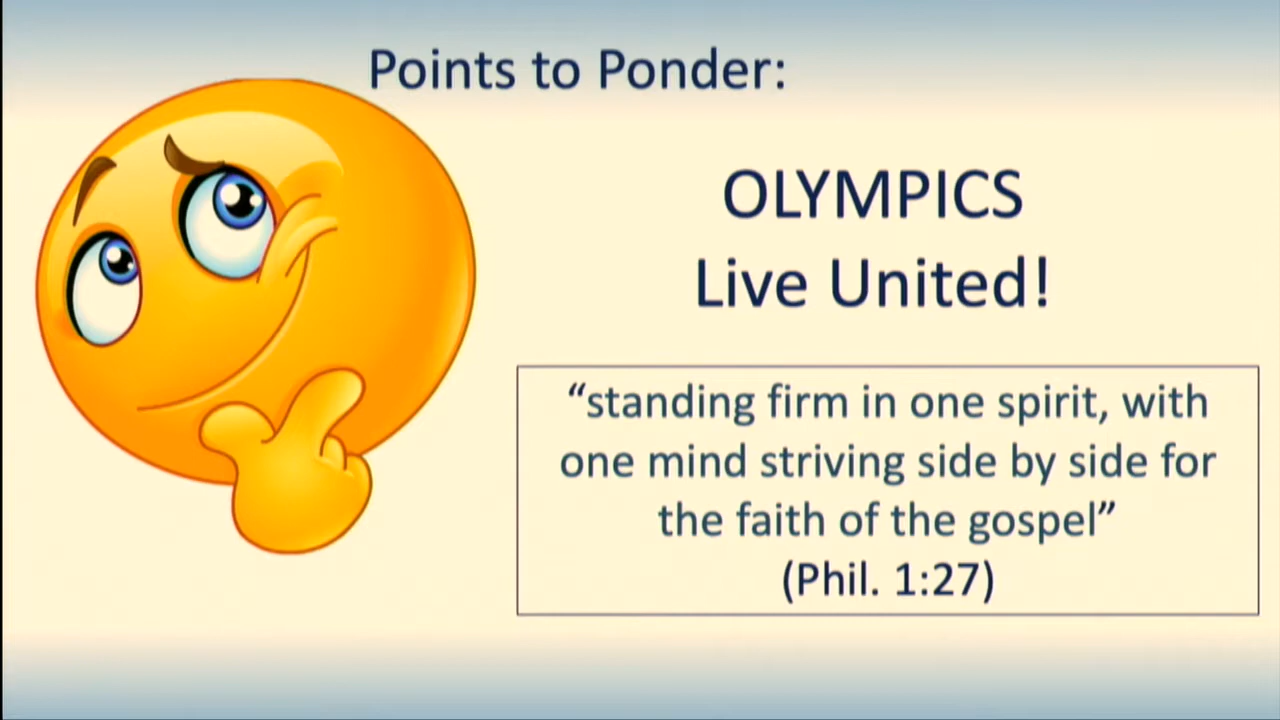 Points to Ponder:
OLYMPICS
Live United!
“standing firm in one spirit, with
one mind striving side by side for
the faith of the gospel”
(Phil. 1:27)